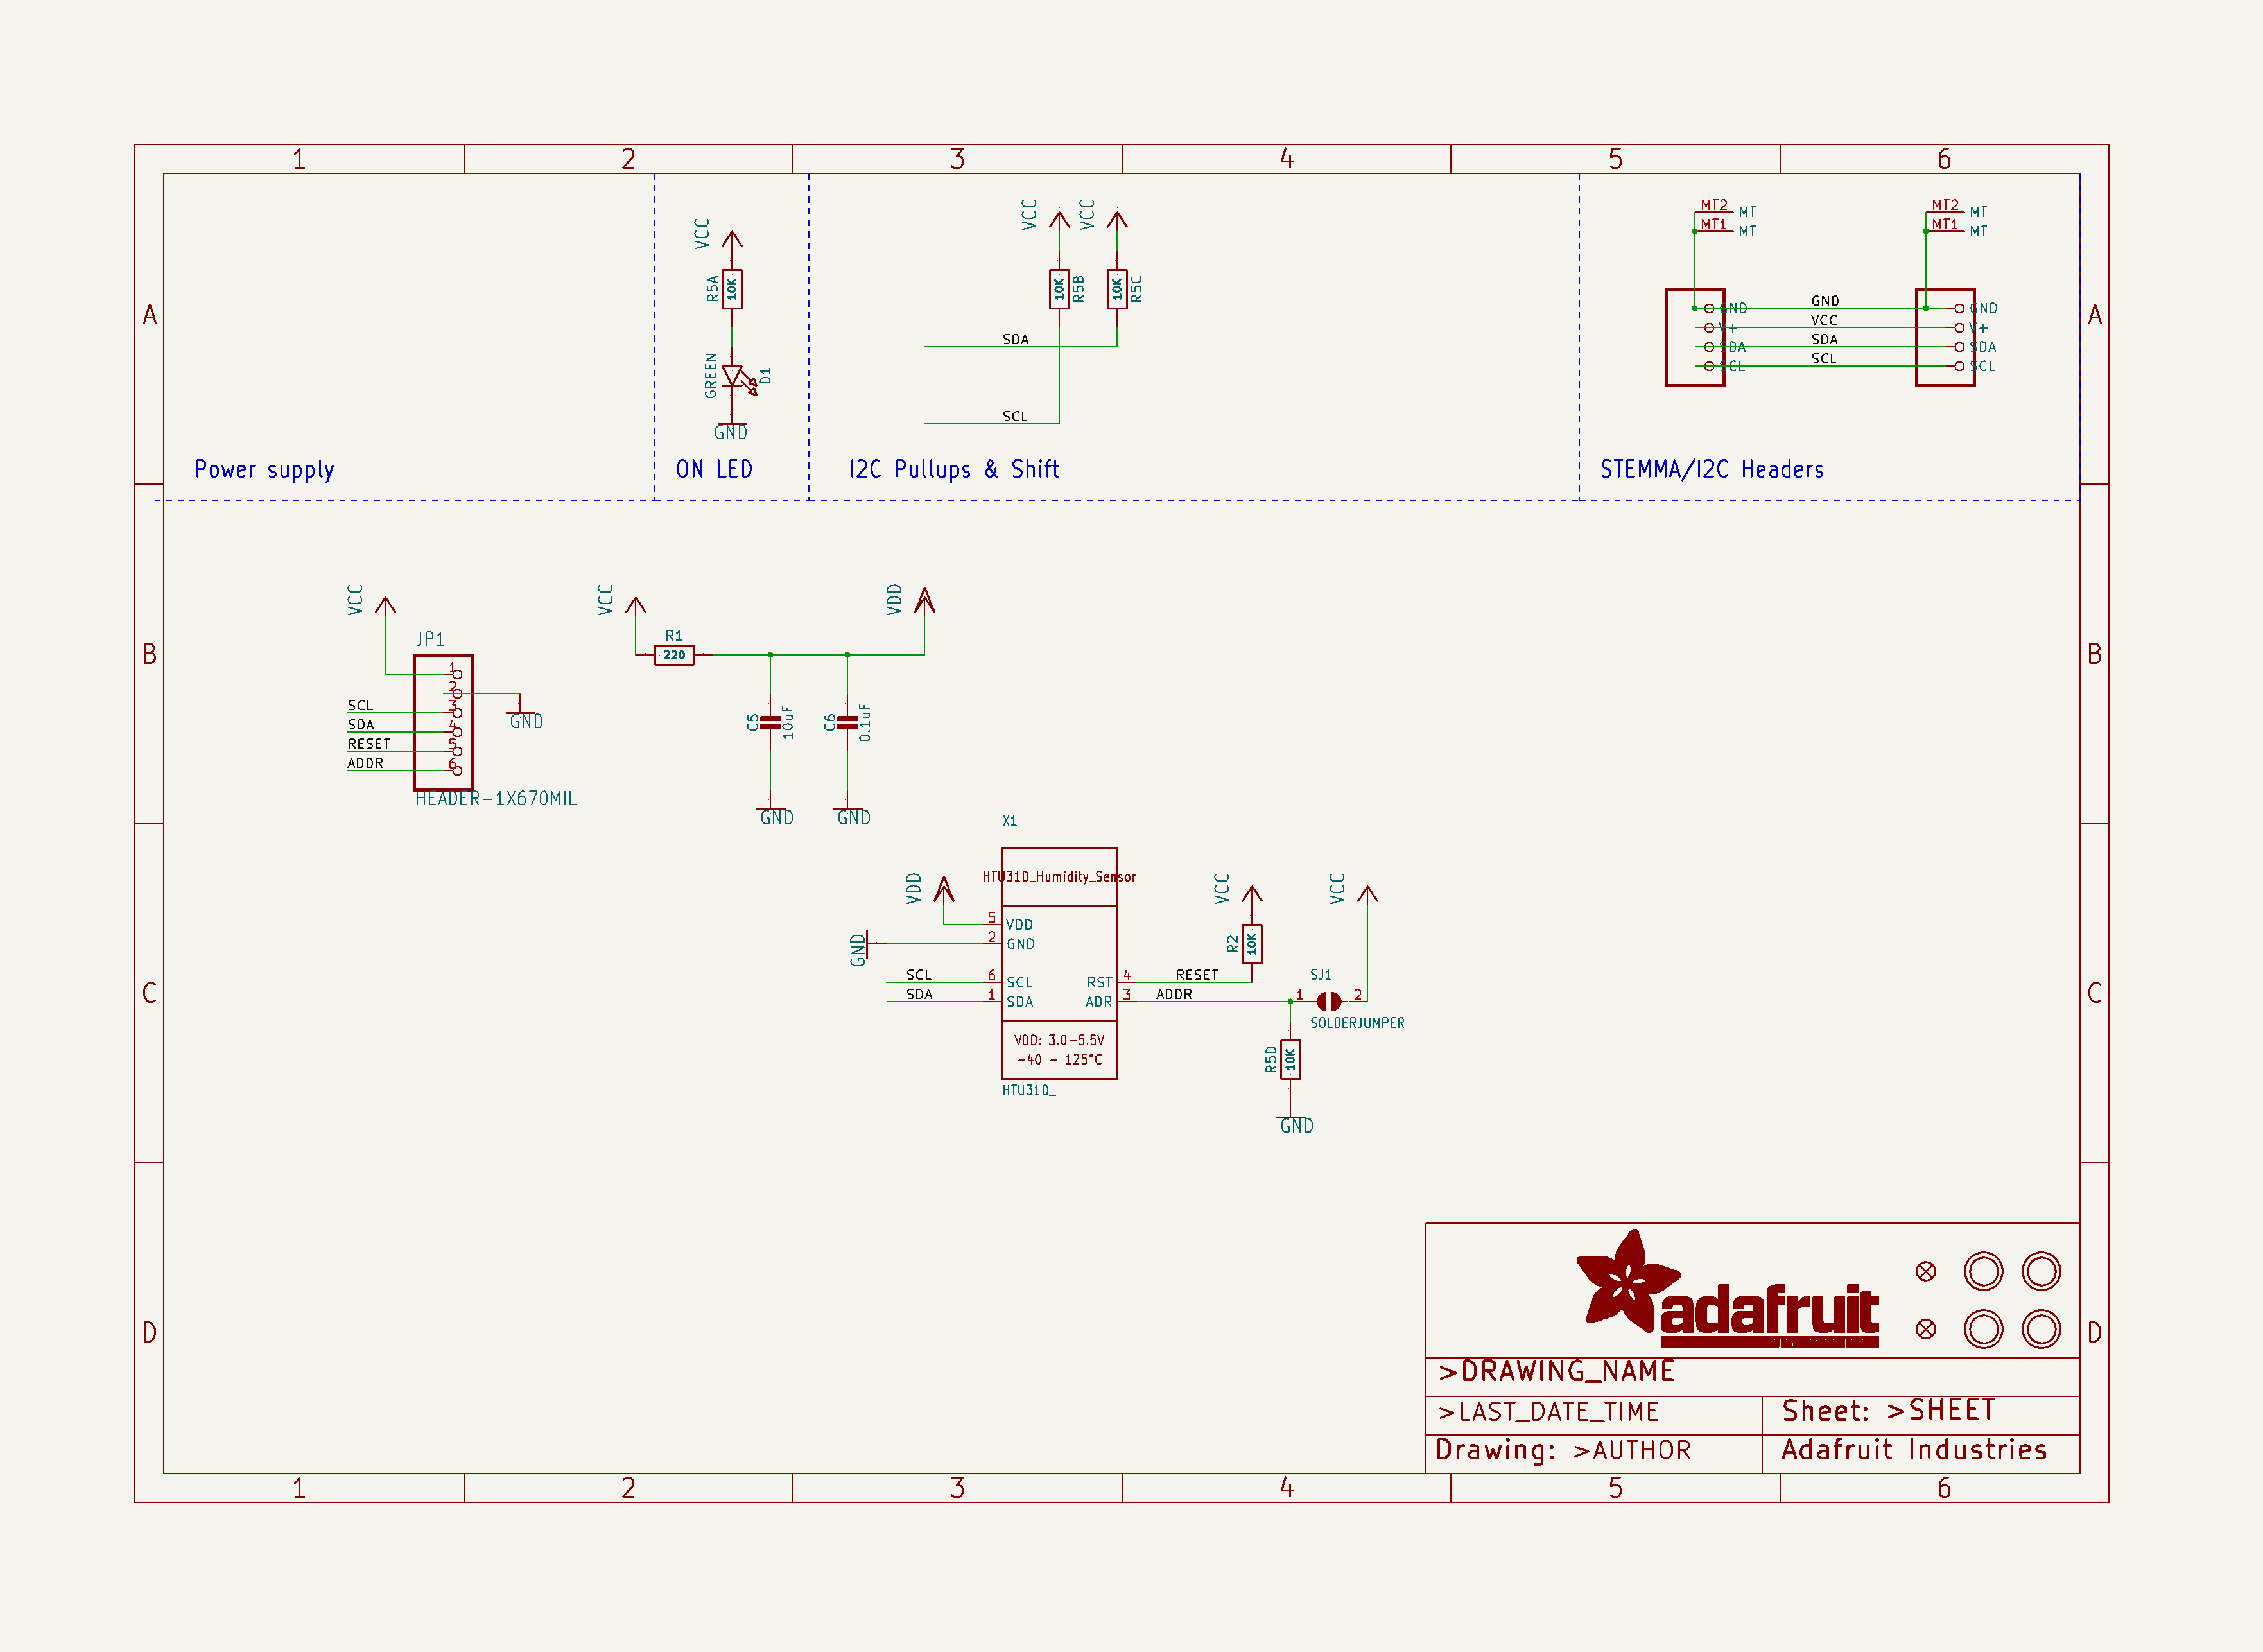 1 2 3 4 5 6
A A
VCC
R5A
10K
GREEN
D1
GND
ON LED
Power supply
VCC VCC
10K
R5B
10K
R5C
SDA
SCL
I2C Pullups & Shift
MT2 MT
MT1 MT
MT2 MT
MT1 MT
GND GND GND
V+ VCC V+
SDA SDA SDA
SCL SCL SCL
STEMMA/I2C Headers
B B
VCC
JP1
1
2
SCL 3
SDA 4
RESET 5
ADDR 6
GND
HEADER-1X670MIL
VCC
R1
220
VDD
C5
10uF
C6
0.1uF
GND GND
C C
X1
HTU31D_Humidity_Sensor
VDD
5 VDD
GND 2 GND
SCL 6 SCL
SDA 1 SDA
RST 4 RESET
ADR 3 ADDR
VDD: 3.0-5.5V
-40 - 125°C
HTU31D_
VCC
R2
10K
VCC
SJ1
1 2
SOLDERJUMPER
R5D
10K
GND
D D
adafruit
>DRAWING_NAME
>LAST_DATE_TIME
Sheet: >SHEET
Drawing: >AUTHOR
Adafruit Industries
1 2 3 4 5 6